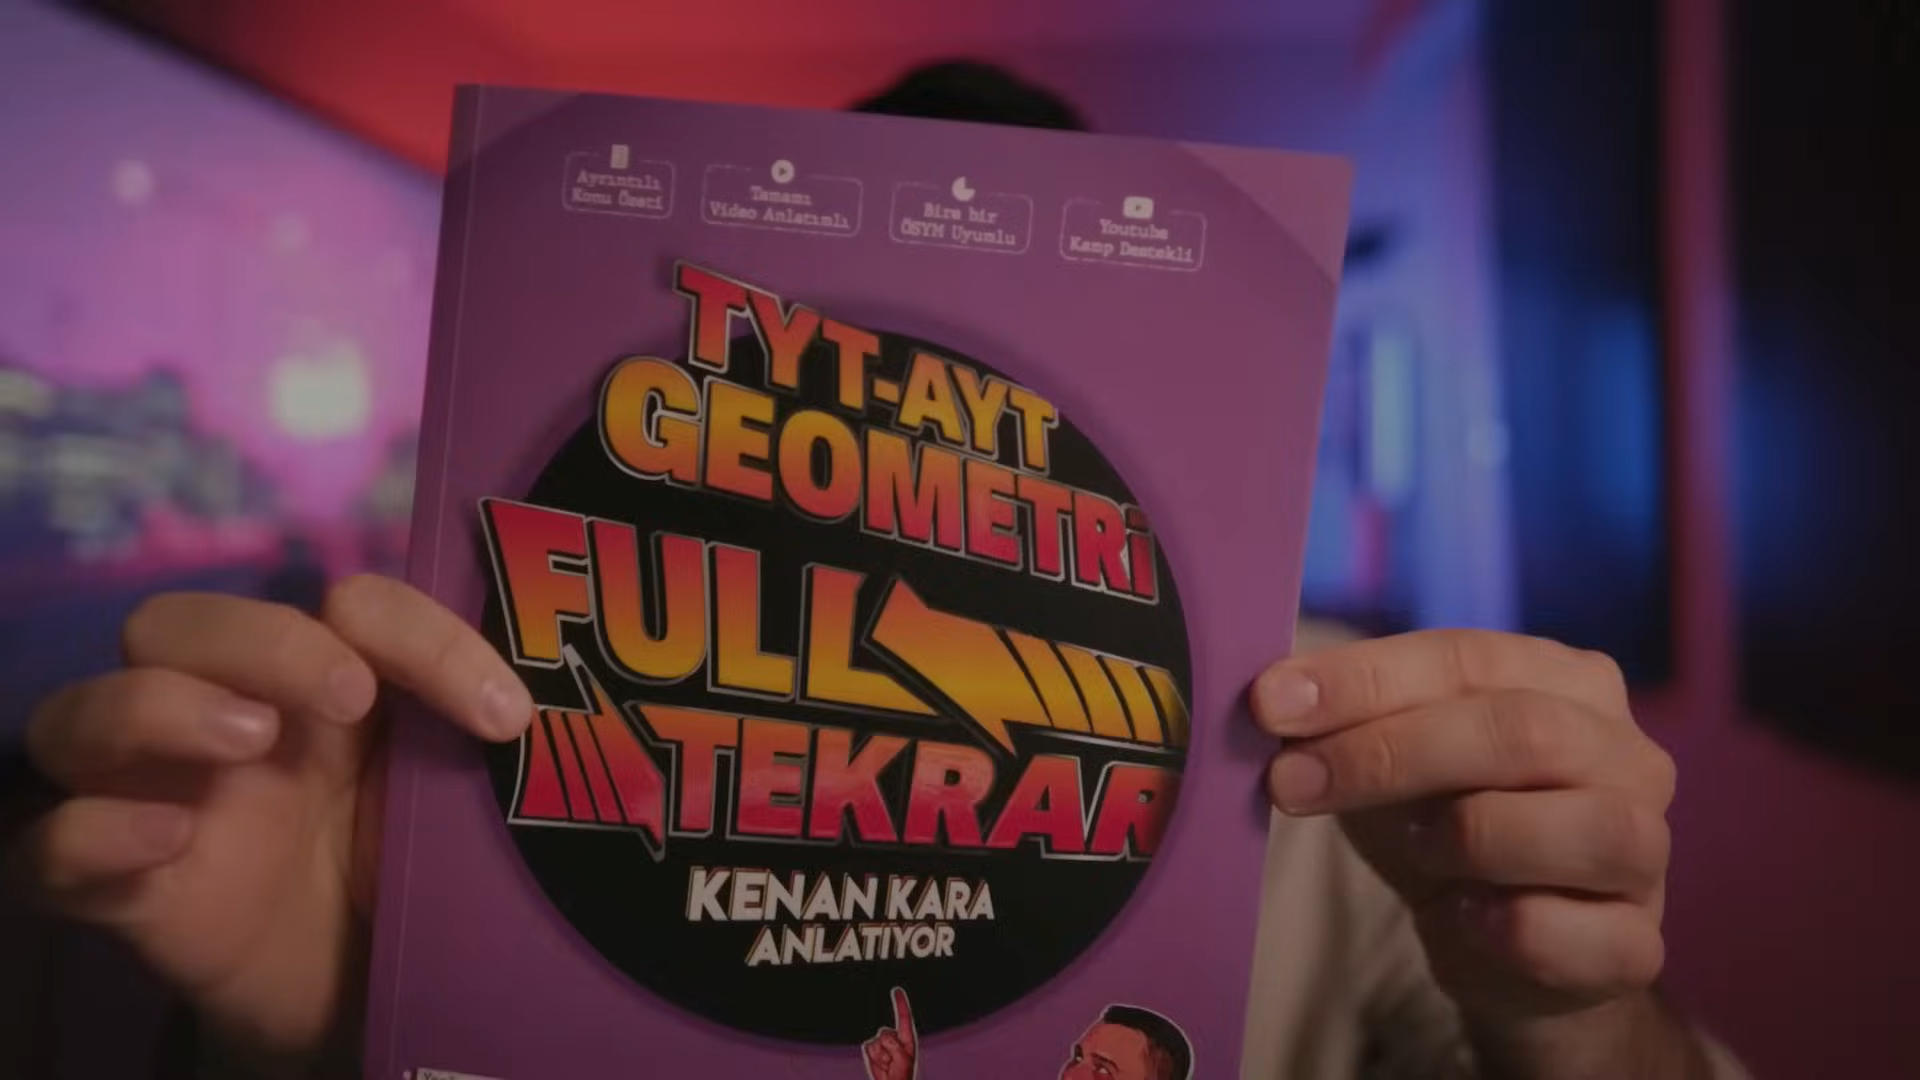 Ayrıntılı
Konu Özeti
Tamamı
Video Anlatımlı
Bire bir
ÖSYM Uyumlu
Youtube
Kamp Destekli
TYT-AYT
GEOMETRİ
FULL
TEKRAR
KENAN KARA
ANLATIYOR